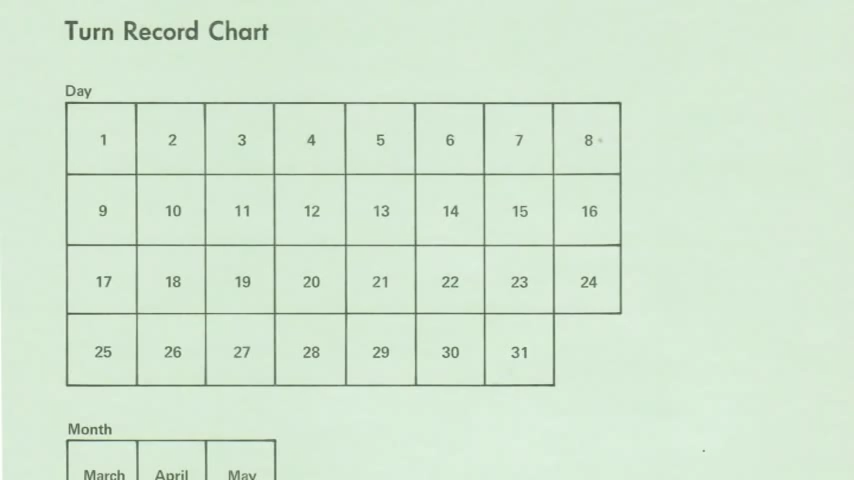 Turn Record Chart
Day
1 2 3 4 5 6 7 8
9 10 11 12 13 14 15 16
17 18 19 20 21 22 23 24
25 26 27 28 29 30 31
Month
March April May